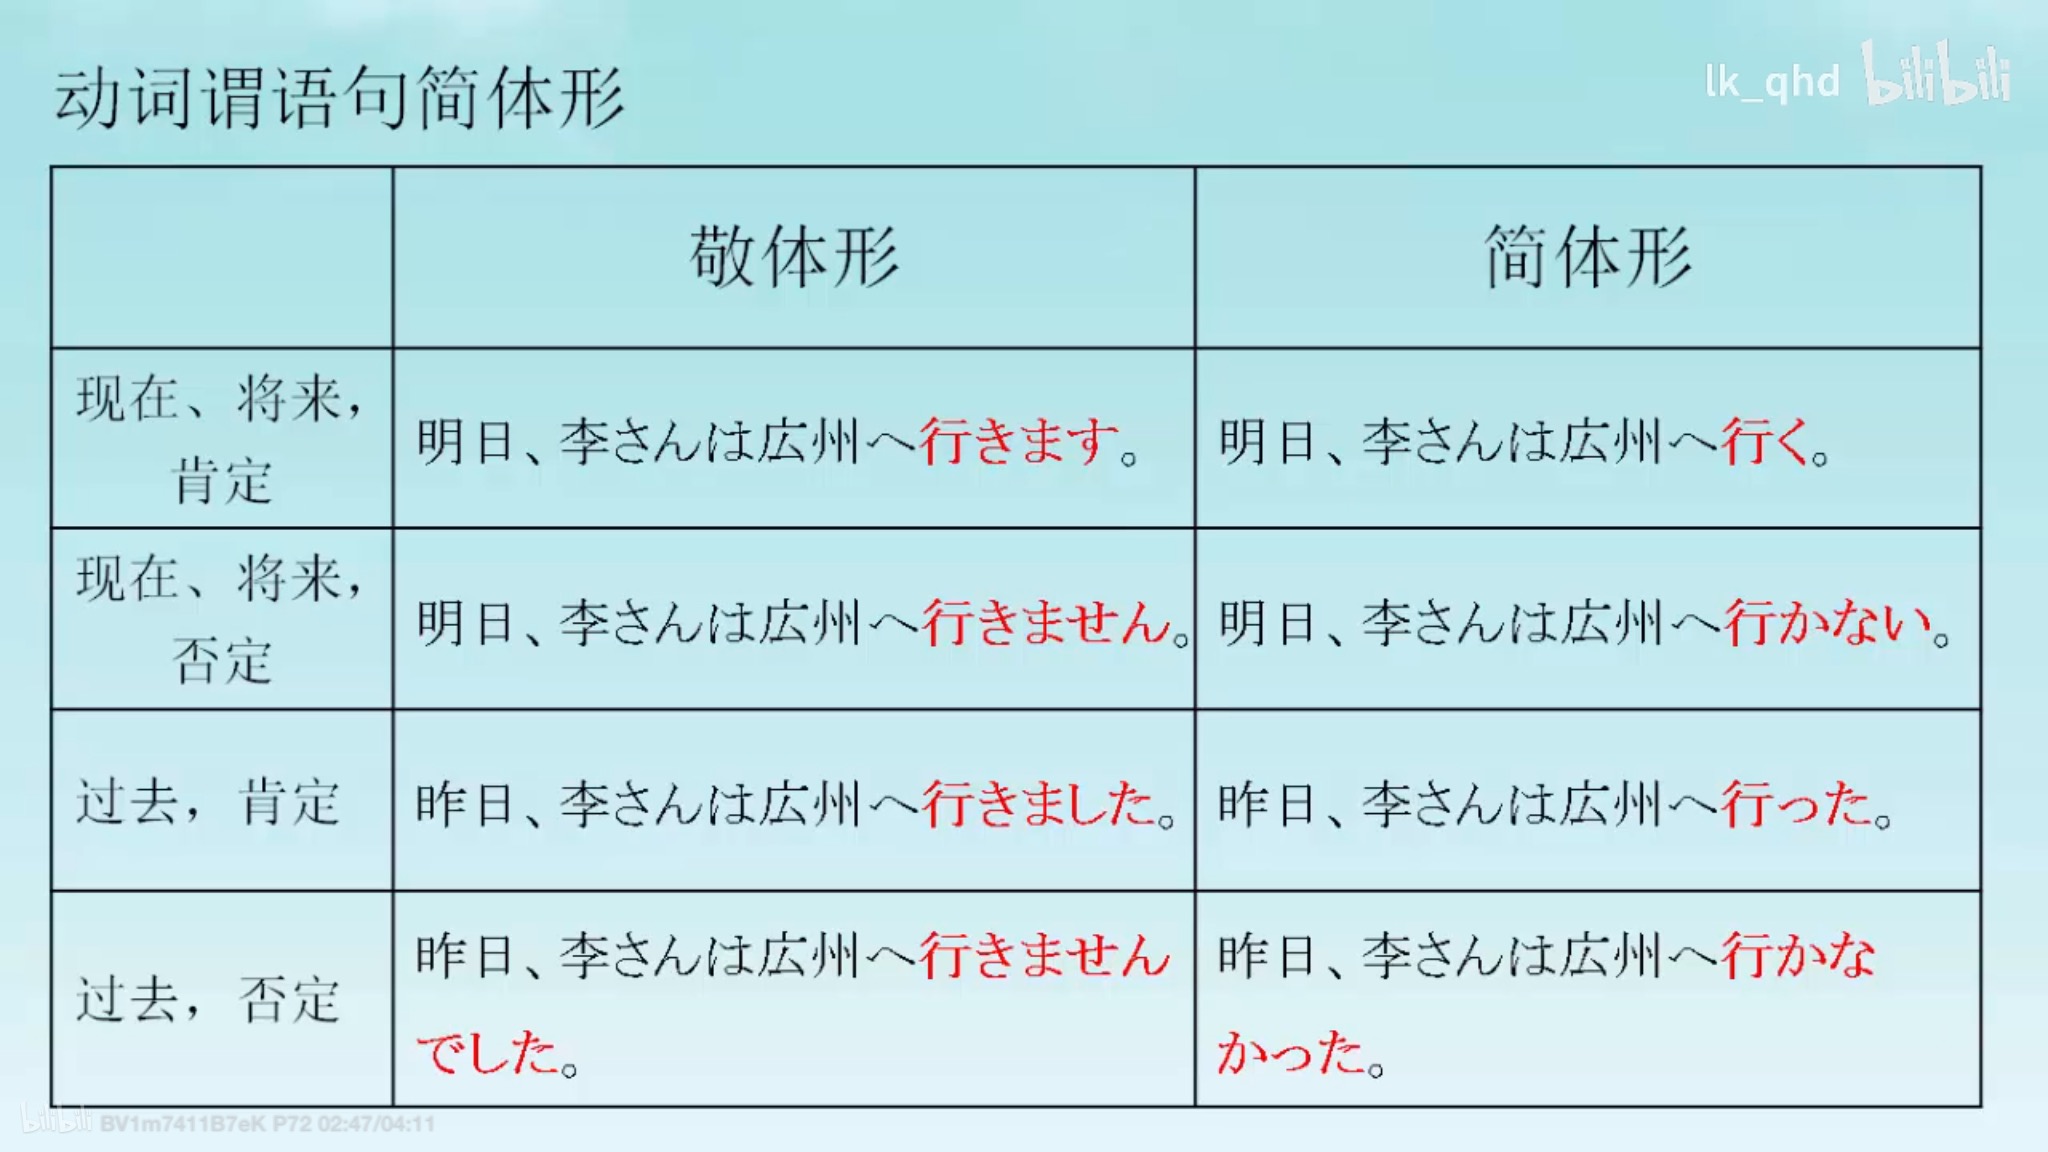 动词谓语句简体形
lk_qhd bilibili
敬体形
简体形
现在、将来，
肯定
明日、李さんは広州へ行きます。
明日、李さんは広州へ行く。
现在、将来，
否定
明日、李さんは広州へ行きません。
明日、李さんは広州へ行かない。
过去，肯定
昨日、李さんは広州へ行きました。
昨日、李さんは広州へ行った。
过去，否定
昨日、李さんは広州へ行きません
でした。
昨日、李さんは広州へ行かな
かった。
bilibili BV1m7411B7eK P72 02:47/04:11